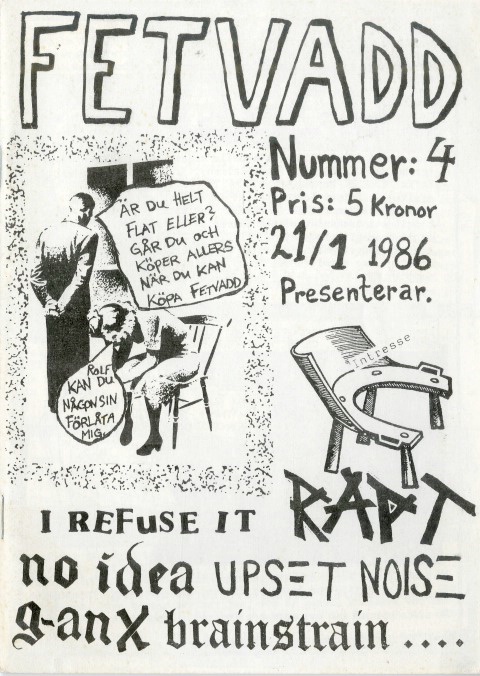 FETVADD
Nummer: 4
Pris: 5 Kronor
21/1 1986
Presenterar.
ÄR DU HELT
FLAT ELLER?
GÅR DU OCH
KÖPER ALLERS
NÄR DU KAN
KÖPA FETVADD
ROLF
KAN DU
NÅGONSIN
FÖRLÅTA
MIG.
intresse
RÄPT
I REFUSE IT
no idea UPSET NOISE
g-anX brainstrain ....